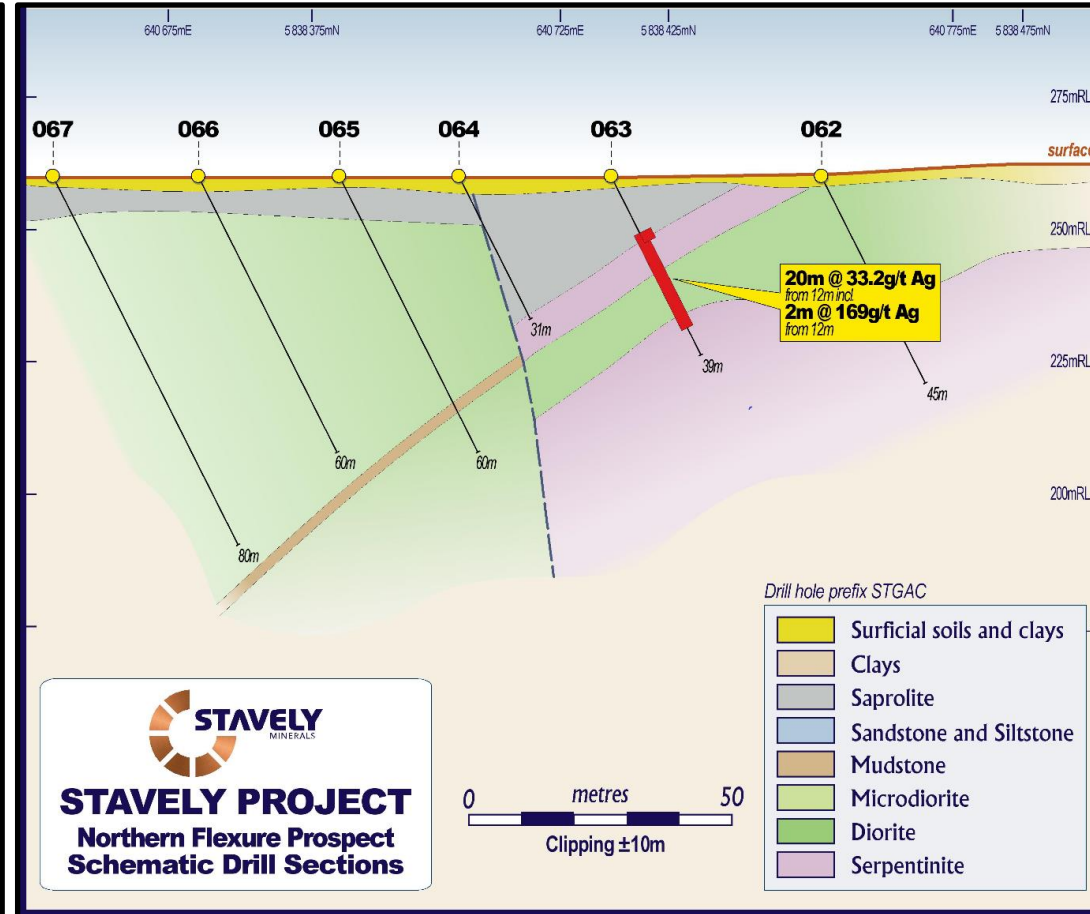 640 675mE
5 838 375mN
640 725mE
5 838 425mN
640 775mE
5 838 475mN
275mRL
067
066
065
064
063
062
surface
250mRL
20m @ 33.2g/t Ag
from 12m incl.
2m @ 169g/t Ag
from 12m
31m
39m
225mRL
45m
60m
60m
200mRL
80m
Drill hole prefix STGAC
Surficial soils and clays
Clays
Saprolite
Sandstone and Siltstone
Mudstone
Microdiorite
Diorite
Serpentinite
STAVELY
MINERALS
STAVELY PROJECT
Northern Flexure Prospect
Schematic Drill Sections
0 metres 50
Clipping ±10m